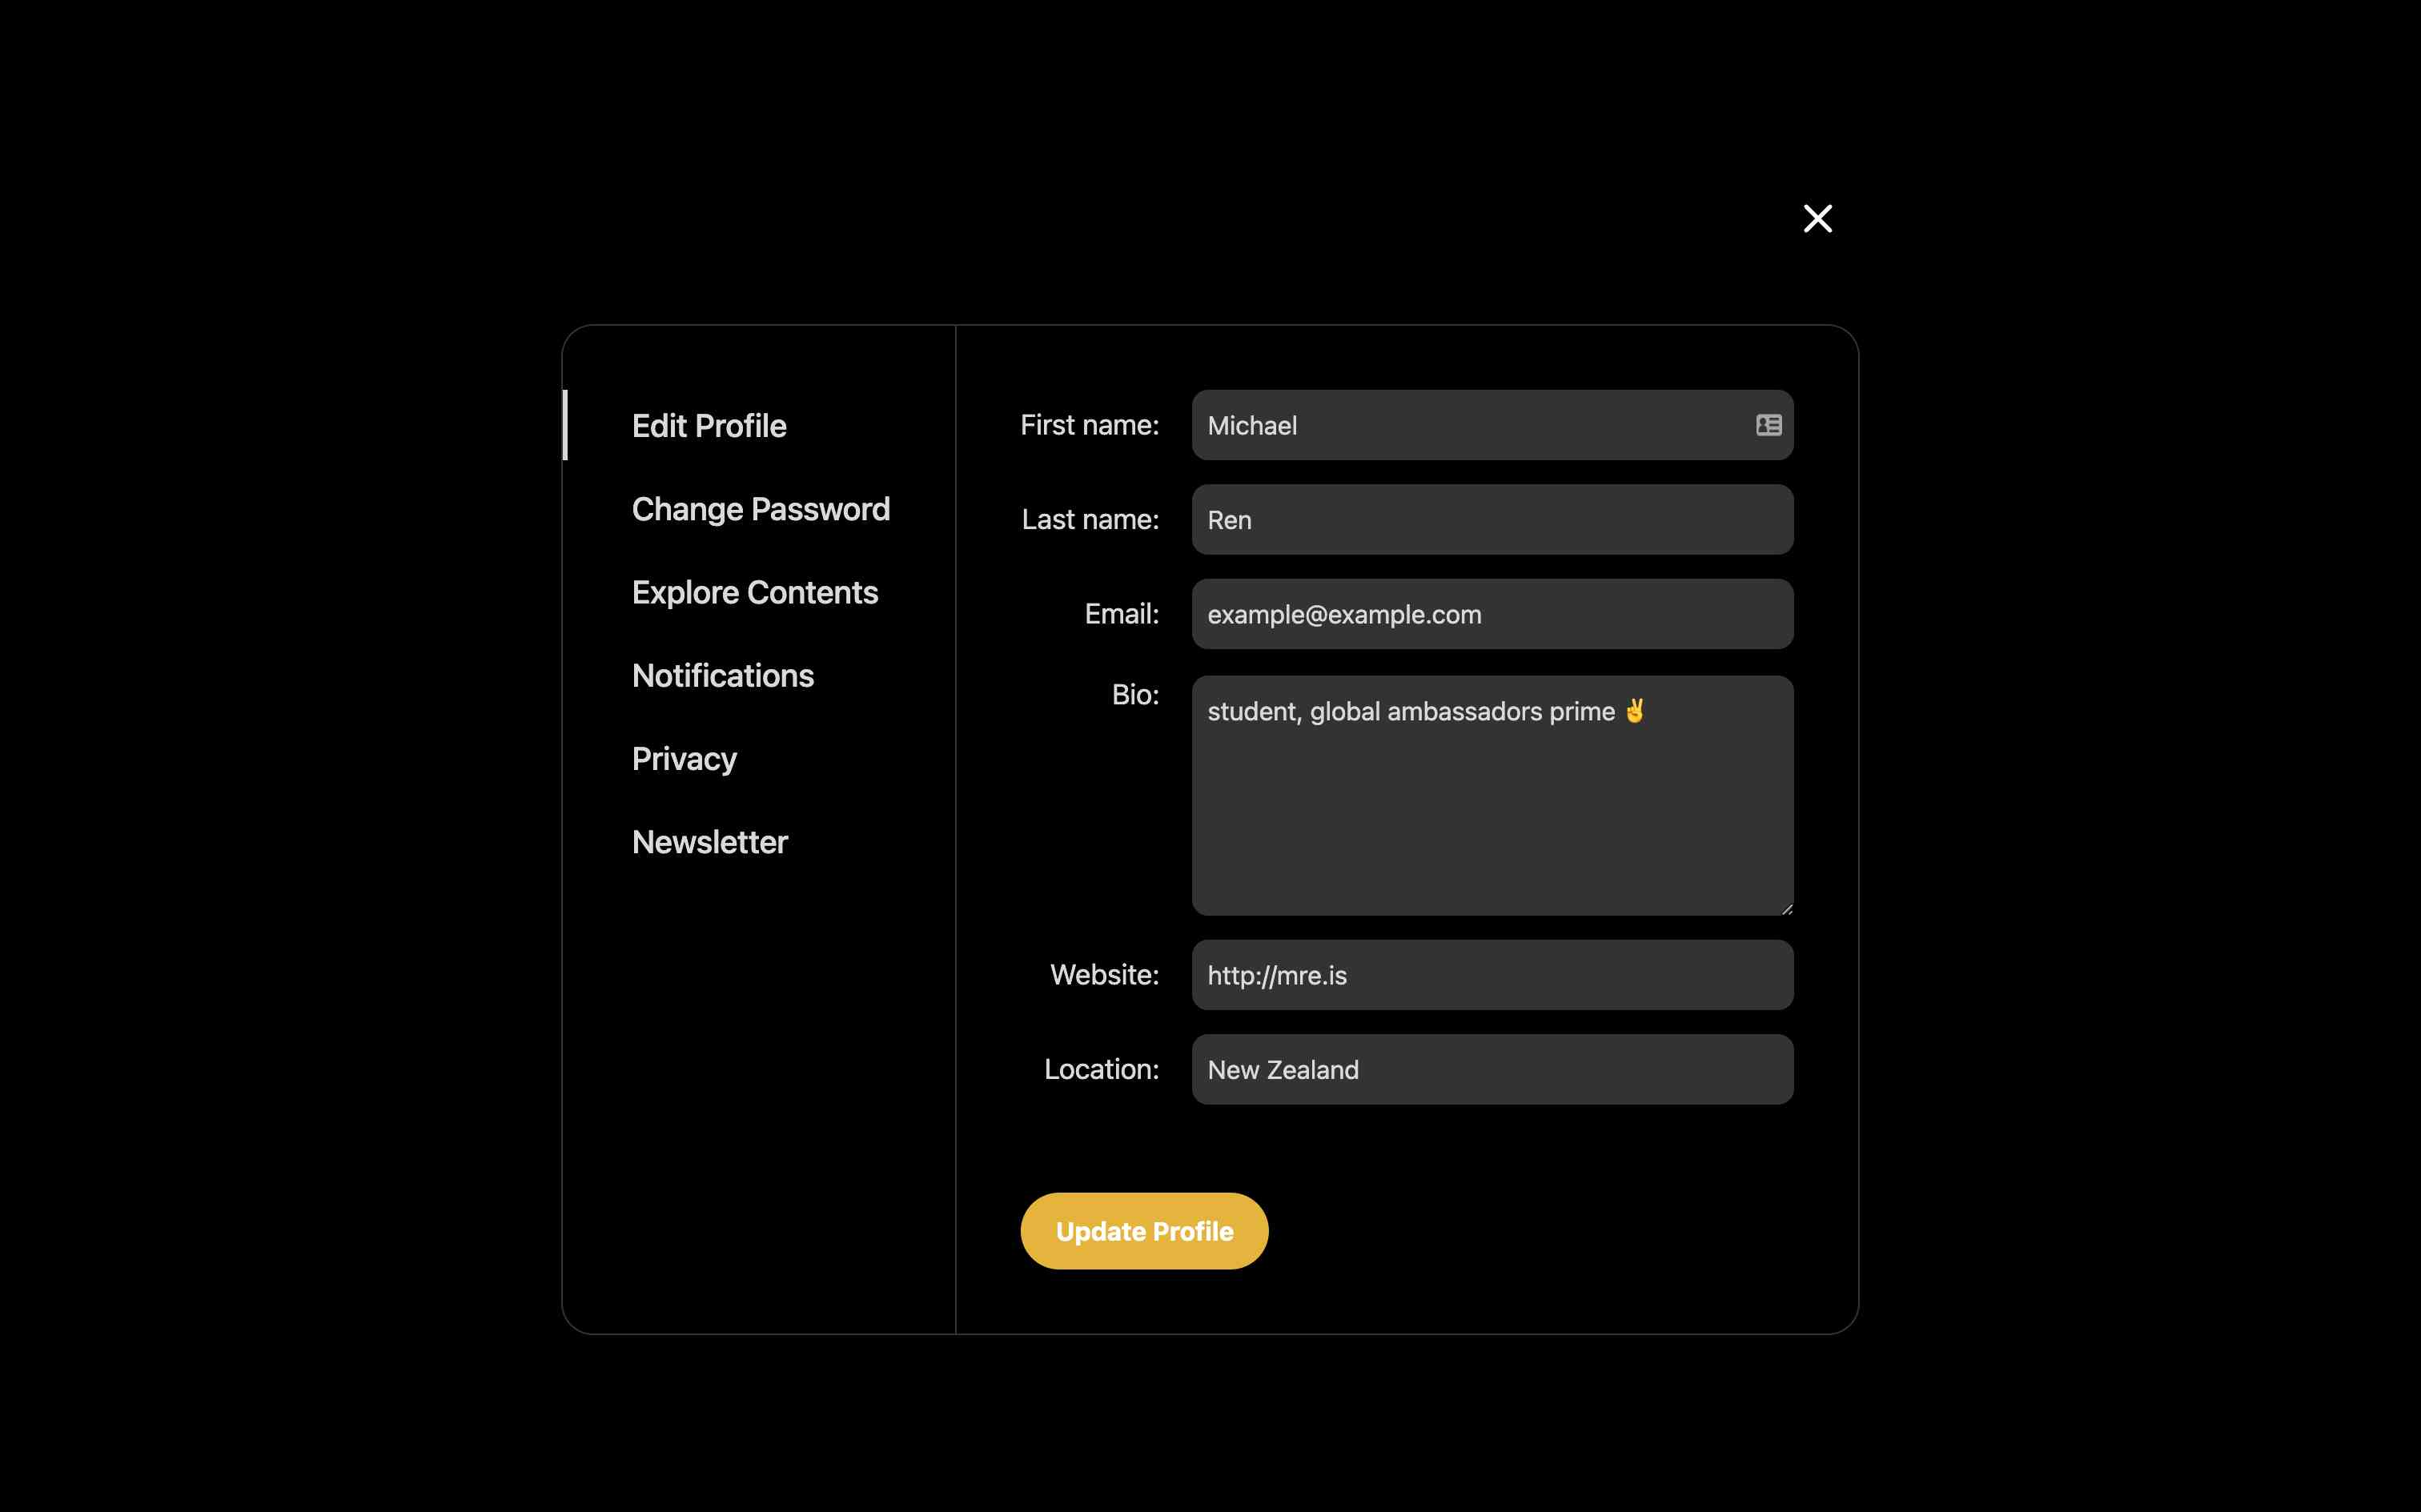 Edit Profile
Change Password
Explore Contents
Notifications
Privacy
Newsletter
First name: Michael
Last name: Ren
Email: example@example.com
Bio: student, global ambassadors prime ✌️
Website: http://mre.is
Location: New Zealand
Update Profile